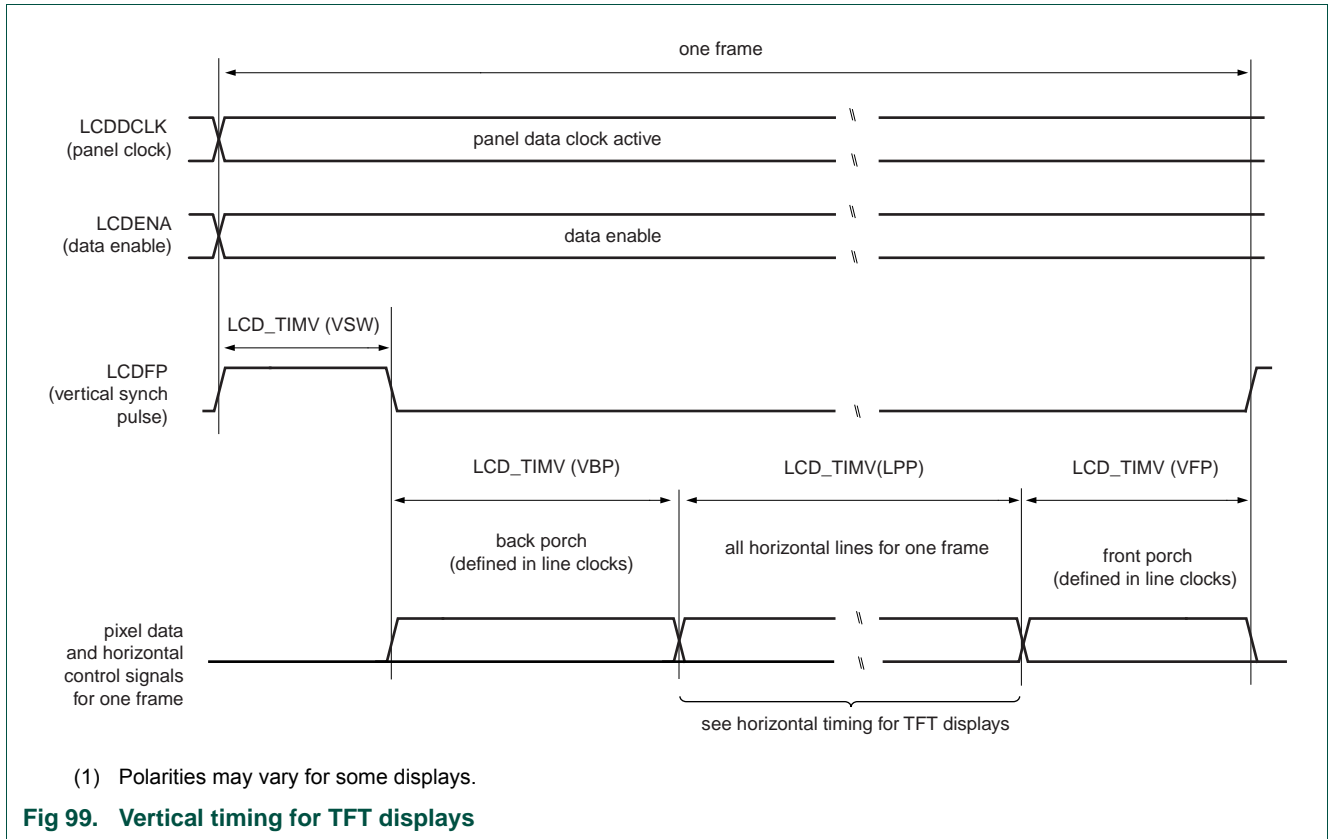 one frame
LCDDCLK
(panel clock)
panel data clock active
LCDENA
(data enable)
data enable
LCD_TIMV (VSW)
LCDFP
(vertical synch
pulse)
LCD_TIMV (VBP)
LCD_TIMV(LPP)
LCD_TIMV (VFP)
back porch
(defined in line clocks)
all horizontal lines for one frame
front porch
(defined in line clocks)
pixel data
and horizontal
control signals
for one frame
see horizontal timing for TFT displays
(1) Polarities may vary for some displays.
Fig 99. Vertical timing for TFT displays